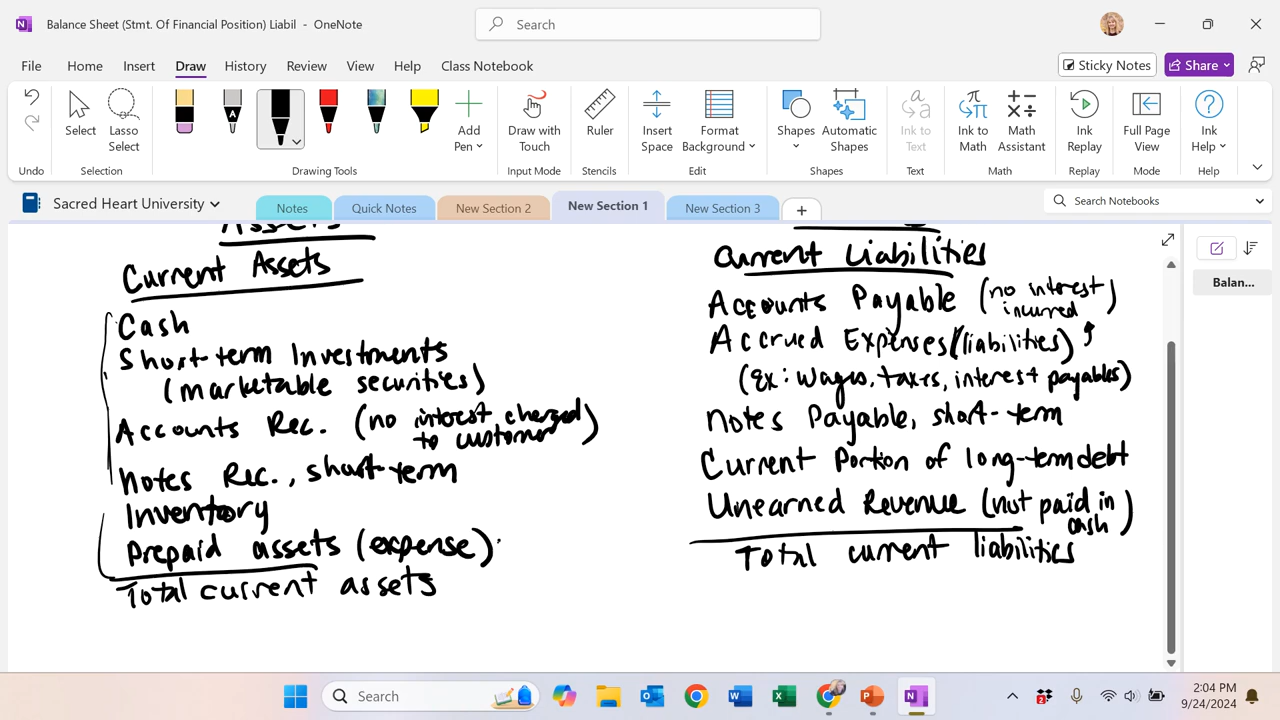 Balance Sheet (Stmt. Of Financial Position) Liabil - OneNote
Search
File Home Insert Draw History Review View Help Class Notebook
Sticky Notes Share
Select
Lasso Select
Add Pen
Draw with Touch
Ruler
Insert Space
Format Background
Shapes
Automatic Shapes
Ink to Text
Ink to Math
Math Assistant
Ink Replay
Full Page View
Ink Help
Undo Selection Drawing Tools Input Mode Stencils Edit Shapes Text Math Replay Mode Help
Sacred Heart University
Notes Quick Notes New Section 2 New Section 1 New Section 3
Search Notebooks
Balan...
Assets
Current Assets
Cash
Short-term Investments
(marketable securities)
Accounts Rec. (no interest charged
to customer)
Notes Rec., short-term
Inventory
Prepaid assets (expense)
Total current assets
Current Liabilities
Accounts Payable (no interest
incurred)
Accrued Expenses (liabilities)
(Ex: wages, taxes, interest payables)
Notes Payable, short-term
Current Portion of long-term debt
Unearned Revenue (not paid in
cash)
Total current liabilities
Search
2:04 PM
9/24/2024